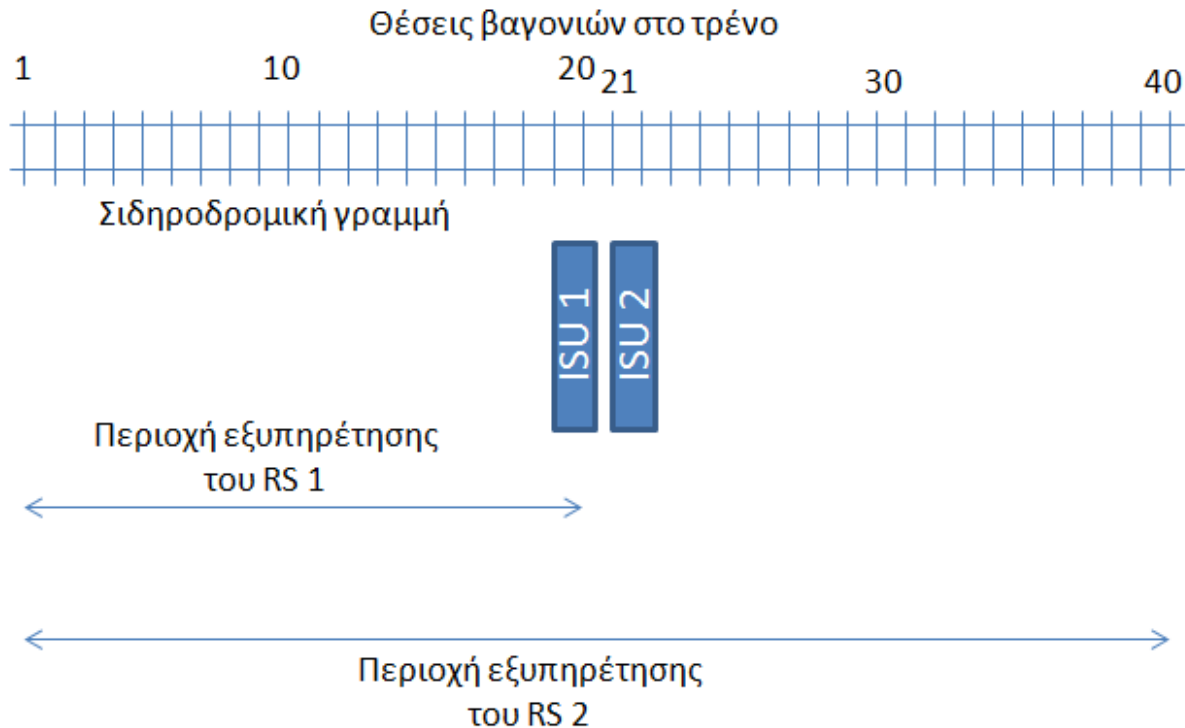 Θέσεις βαγονιών στο τρένο
1 10 20 21 30 40
Σιδηροδρομική γραμμή
ISU 1
ISU 2
Περιοχή εξυπηρέτησης
του RS 1
Περιοχή εξυπηρέτησης
του RS 2